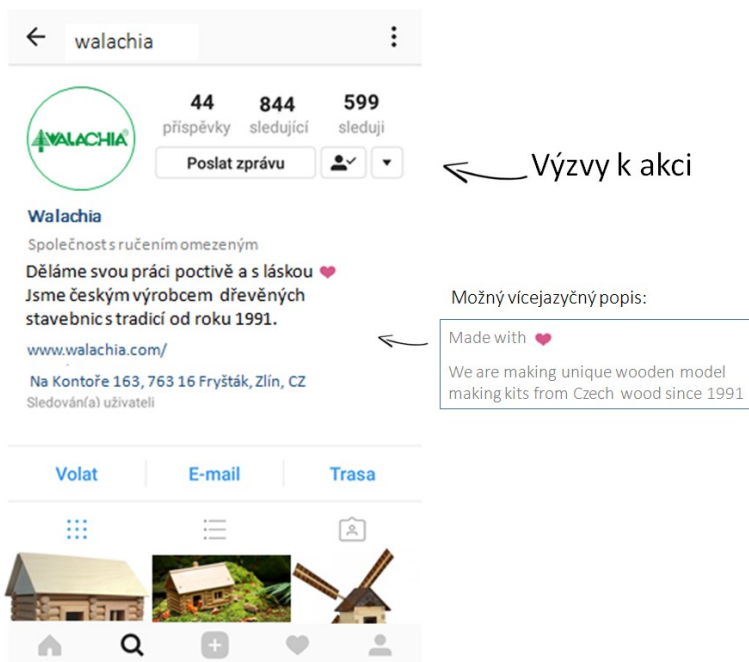 walachia
44 844 599
příspěvky sledující sleduji
WALACHIA
Poslat zprávu
Výzvy k akci
Walachia
Společnost s ručením omezeným
Děláme svou práci poctivě a s láskou ❤
Jsme českým výrobcem dřevěných
stavebnic s tradicí od roku 1991.
www.walachia.com/
Na Kontoře 163, 763 16 Fryšták, Zlín, CZ
Sledován(a) uživateli
Možný vícejazyčný popis:
Made with ❤
We are making unique wooden model
making kits from Czech wood since 1991
Volat E-mail Trasa